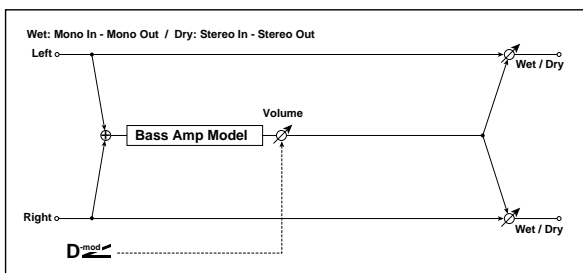 Wet: Mono In - Mono Out / Dry: Stereo In - Stereo Out
Left
Wet / Dry
Volume
Bass Amp Model
Right
Wet / Dry
D-mod